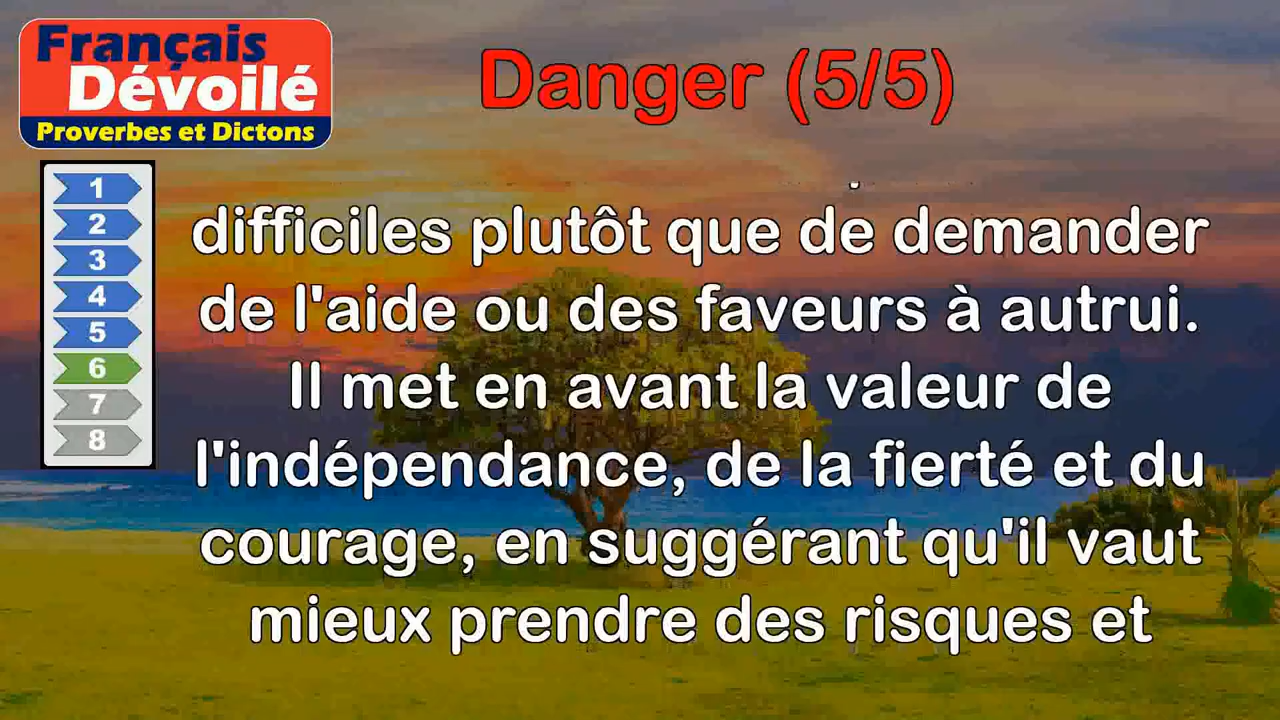 Français
Dévoilé
Proverbes et Dictons
Danger (5/5)
1
2
3
4
5
6
7
8
difficiles plutôt que de demander
de l'aide ou des faveurs à autrui.
Il met en avant la valeur de
l'indépendance, de la fierté et du
courage, en suggérant qu'il vaut
mieux prendre des risques et